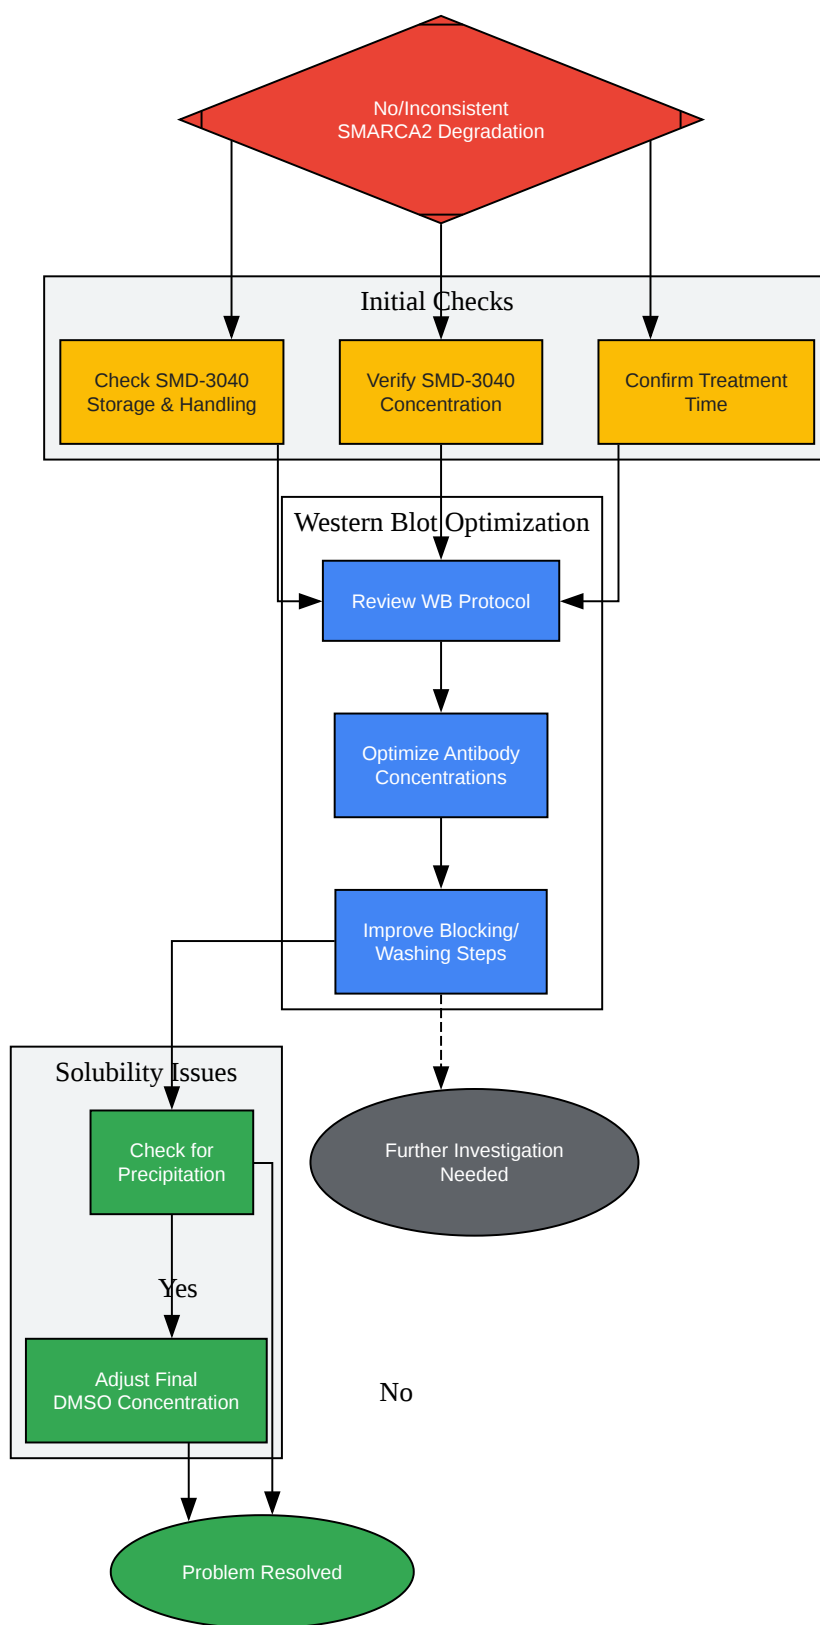 No/Inconsistent
SMARCA2 Degradation
Initial Checks
Check SMD-3040
Storage & Handling
Verify SMD-3040
Concentration
Confirm Treatment
Time
Western Blot Optimization
Review WB Protocol
Optimize Antibody
Concentrations
Improve Blocking/
Washing Steps
Solubility Issues
Check for
Precipitation
Further Investigation
Needed
Yes
Adjust Final
DMSO Concentration
No
Problem Resolved